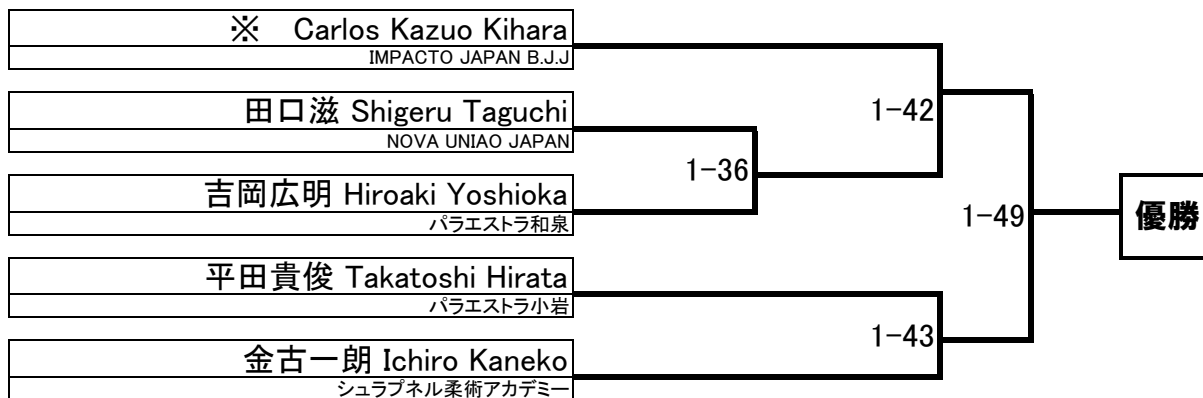 ※ Carlos Kazuo Kihara
IMPACTO JAPAN B.J.J
田口滋 Shigeru Taguchi
NOVA UNIAO JAPAN
吉岡広明 Hiroaki Yoshioka
パラエストラ和泉
平田貴俊 Takatoshi Hirata
パラエストラ小岩
金古一朗 Ichiro Kaneko
シュラプネル柔術アカデミー
1-36
1-42
1-43
1-49
優勝